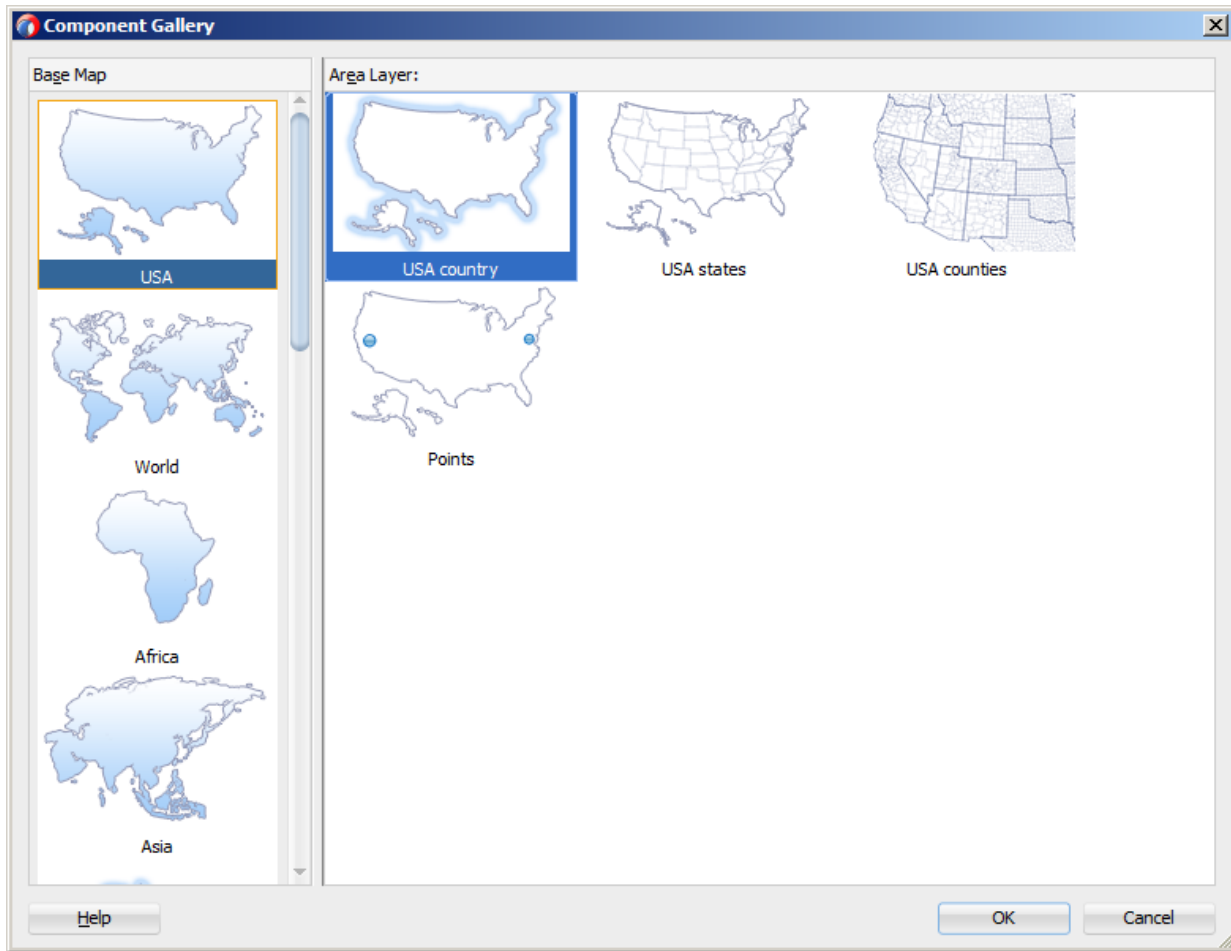 Component Gallery
Base Map
USA
World
Africa
Asia
Area Layer:
USA country
USA states
USA counties
Points
Help
OK
Cancel